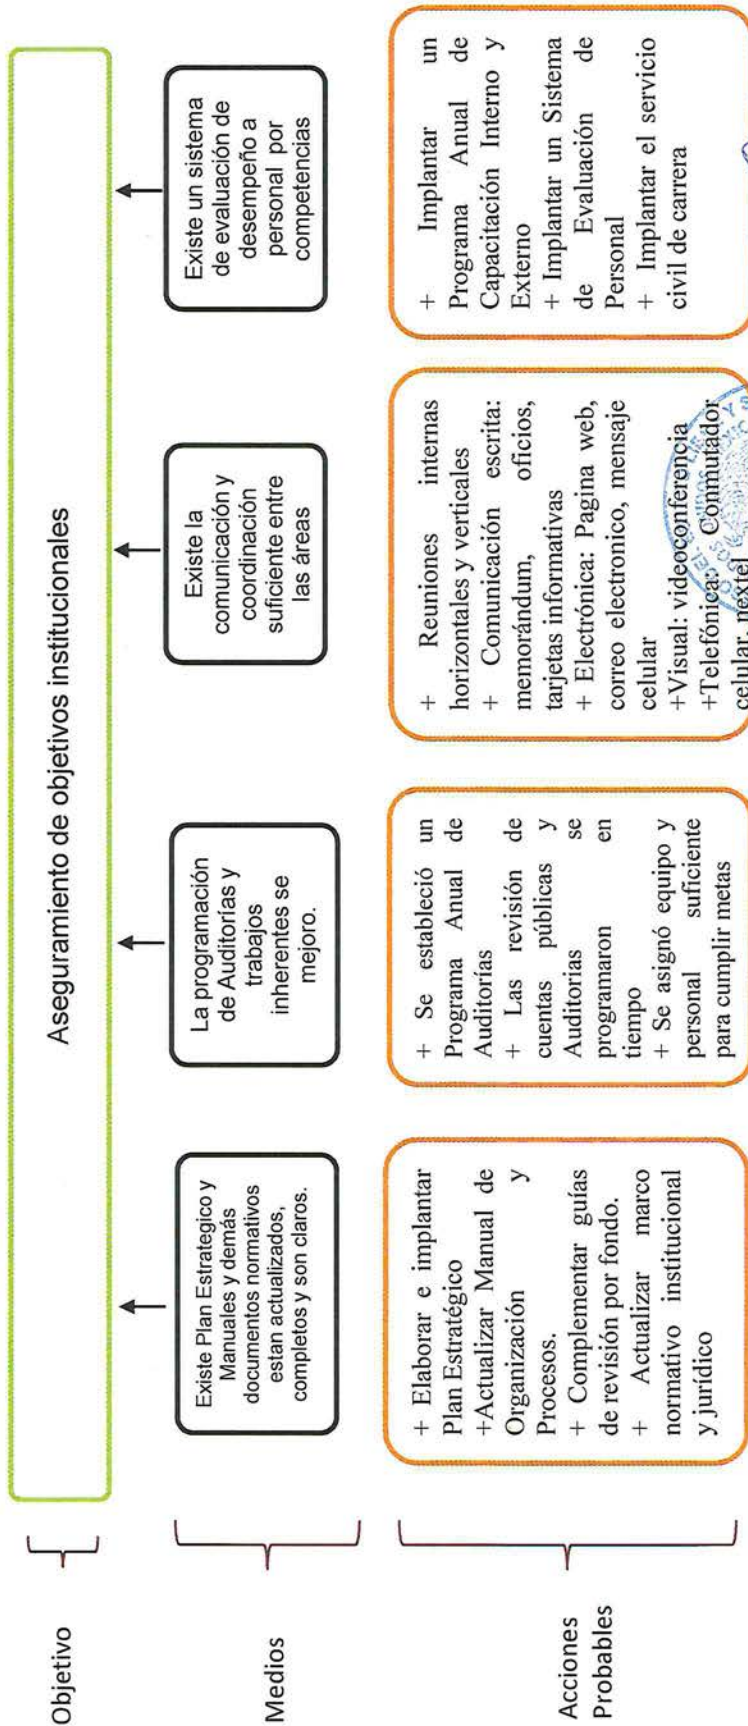 Objetivo
Aseguramiento de objetivos institucionales
Medios
Existe Plan Estrategico y
Manuales y demás
documentos normativos
estan actualizados,
completos y son claros.
La programación
de Auditorías y
trabajos
inherentes se
mejoro.
Existe la
comunicación y
coordinación
suficiente entre
las áreas
Existe un sistema
de evaluación de
desempeño a
personal por
competencias
Acciones
Probables
+ Elaborar e implantar
Plan Estratégico
+Actualizar Manual de
Organización y
Procesos.
+ Complementar guías
de revisión por fondo.
+ Actualizar marco
normativo institucional
y jurídico
+ Se estableció un
Programa Anual de
Auditorías
+ Las revisión de
cuentas públicas y
Auditorias se
programaron en
tiempo
+ Se asignó equipo y
personal suficiente
para cumplir metas
+ Reuniones internas
horizontales y verticales
+ Comunicación escrita:
memorándum, oficios,
tarjetas informativas
+ Electrónica: Pagina web,
correo electronico, mensaje
celular
+Visual: videoconferencia
+Telefónica: Conmutador
celular, nextel
+ Implantar un
Programa Anual de
Capacitación Interno y
Externo
+ Implantar un Sistema
de Evaluación de
Personal
+ Implantar el servicio
civil de carrera